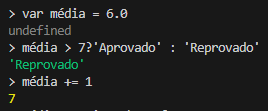 > var média = 6.0
undefined
> média > 7?'Aprovado' : 'Reprovado'
'Reprovado'
> média += 1
7